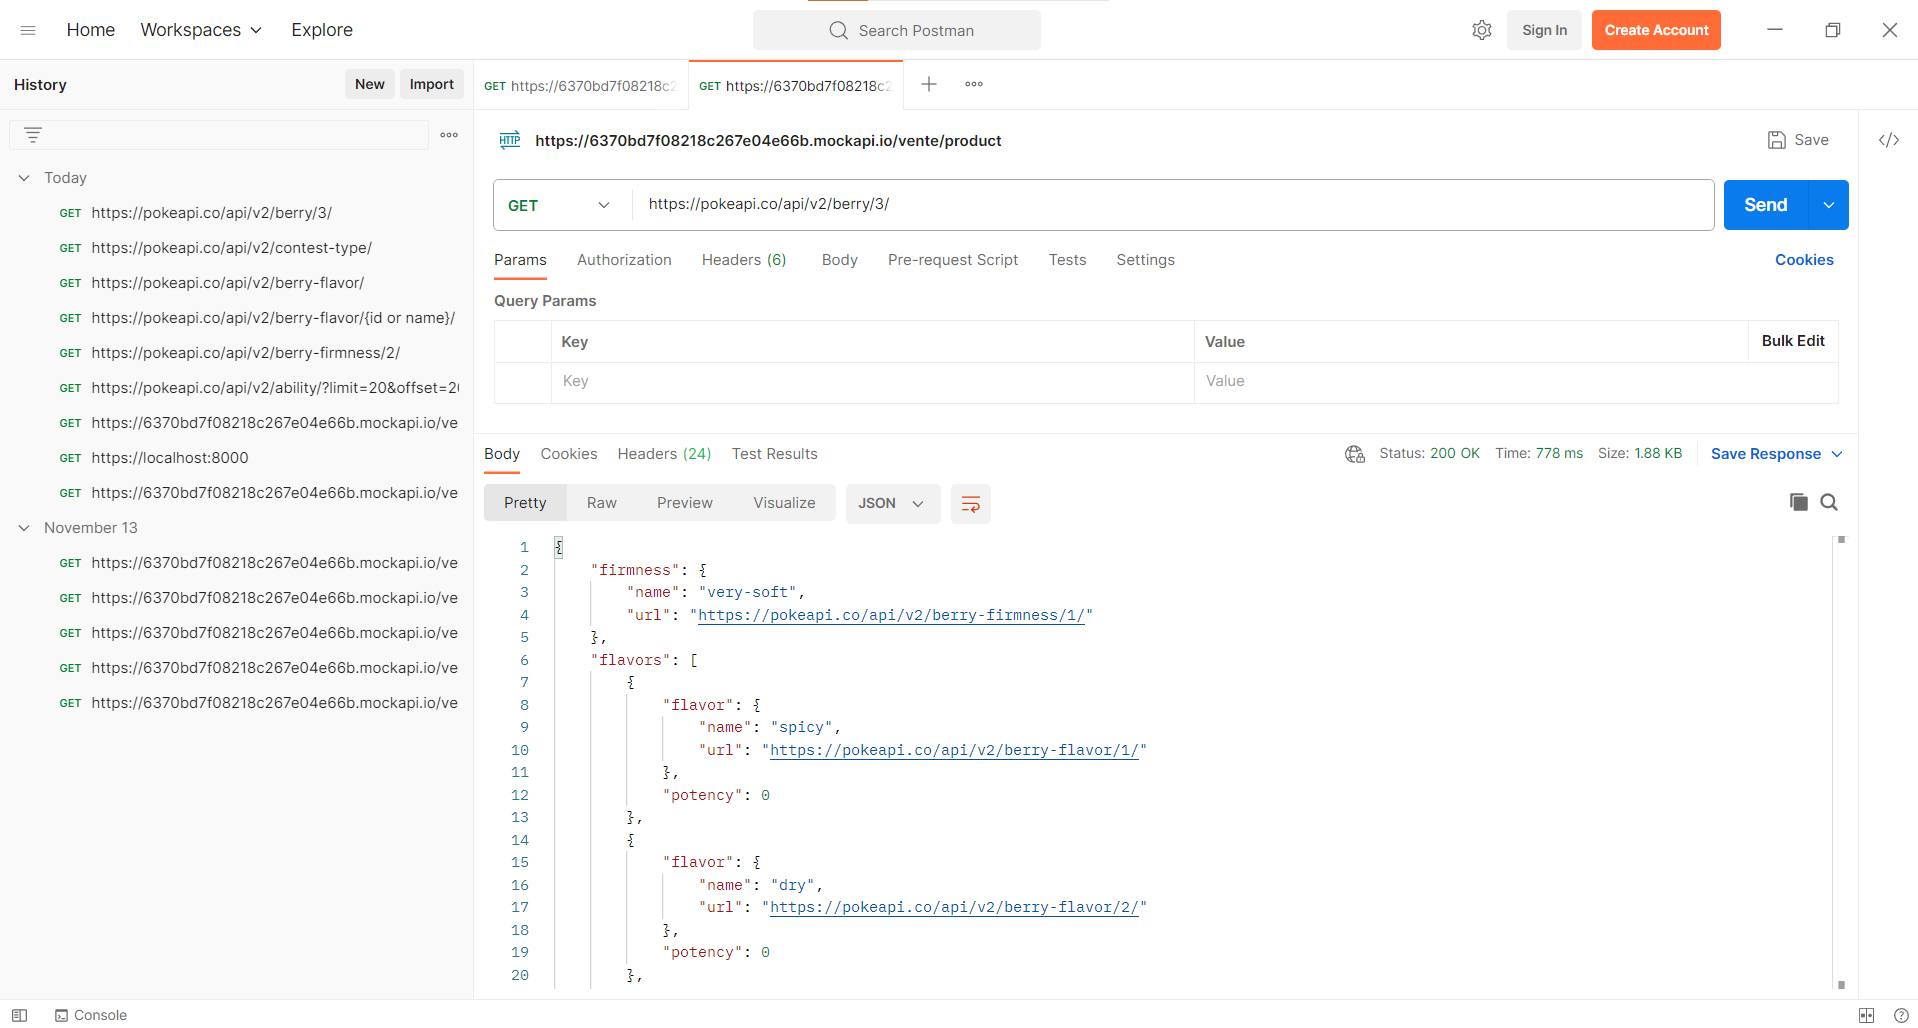 Home Workspaces Explore Search Postman Sign In Create Account
History New Import
GET https://6370bd7f08218c2 GET https://6370bd7f08218c2
https://6370bd7f08218c267e04e66b.mockapi.io/vente/product Save
Today
GET https://pokeapi.co/api/v2/berry/3/
GET https://pokeapi.co/api/v2/contest-type/
GET https://pokeapi.co/api/v2/berry-flavor/
GET https://pokeapi.co/api/v2/berry-flavor/{id or name}/
GET https://pokeapi.co/api/v2/berry-firmness/2/
GET https://pokeapi.co/api/v2/ability/?limit=20&offset=20
GET https://6370bd7f08218c267e04e66b.mockapi.io/ve
GET https://localhost:8000
GET https://6370bd7f08218c267e04e66b.mockapi.io/ve
November 13
GET https://6370bd7f08218c267e04e66b.mockapi.io/ve
GET https://6370bd7f08218c267e04e66b.mockapi.io/ve
GET https://6370bd7f08218c267e04e66b.mockapi.io/ve
GET https://6370bd7f08218c267e04e66b.mockapi.io/ve
GET https://6370bd7f08218c267e04e66b.mockapi.io/ve
HTTP
GET https://pokeapi.co/api/v2/berry/3/ Send
Params Authorization Headers (6) Body Pre-request Script Tests Settings Cookies
Query Params
Key Value Bulk Edit
Key Value
Body Cookies Headers (24) Test Results Status: 200 OK Time: 778 ms Size: 1.88 KB Save Response
Pretty Raw Preview Visualize JSON
1 {
2 "firmness": {
3 "name": "very-soft",
4 "url": "https://pokeapi.co/api/v2/berry-firmness/1/"
5 },
6 "flavors": [
7 {
8 "flavor": {
9 "name": "spicy",
10 "url": "https://pokeapi.co/api/v2/berry-flavor/1/"
11 },
12 "potency": 0
13 },
14 {
15 "flavor": {
16 "name": "dry",
17 "url": "https://pokeapi.co/api/v2/berry-flavor/2/"
18 },
19 "potency": 0
20 },
Console